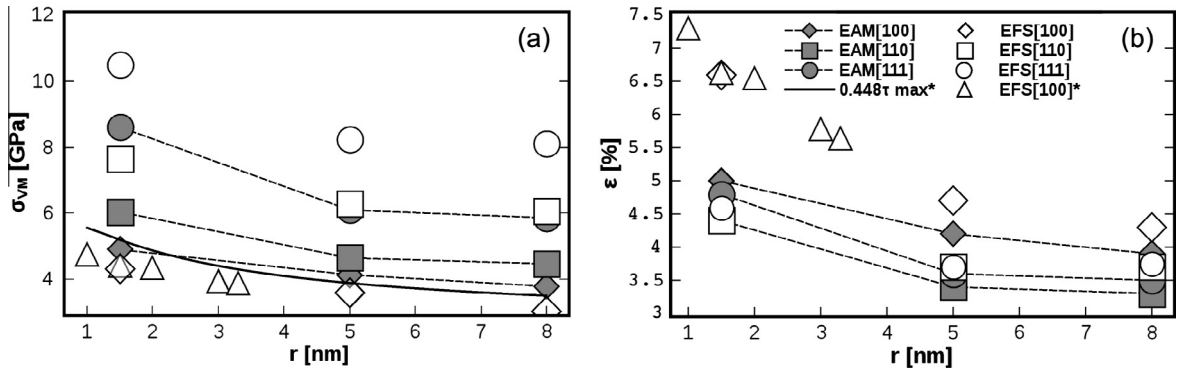 (a)
12
10
8
6
4
σVM [GPa]
1 2 3 4 5 6 7 8
r [nm]
(b)
EAM[100] EFS[100]
EAM[110] EFS[110]
EAM[111] EFS[111]
0.448τ max* EFS[100]*
7.5
7
6.5
6
5.5
5
4.5
4
3.5
3
ε [%]
1 2 3 4 5 6 7 8
r [nm]